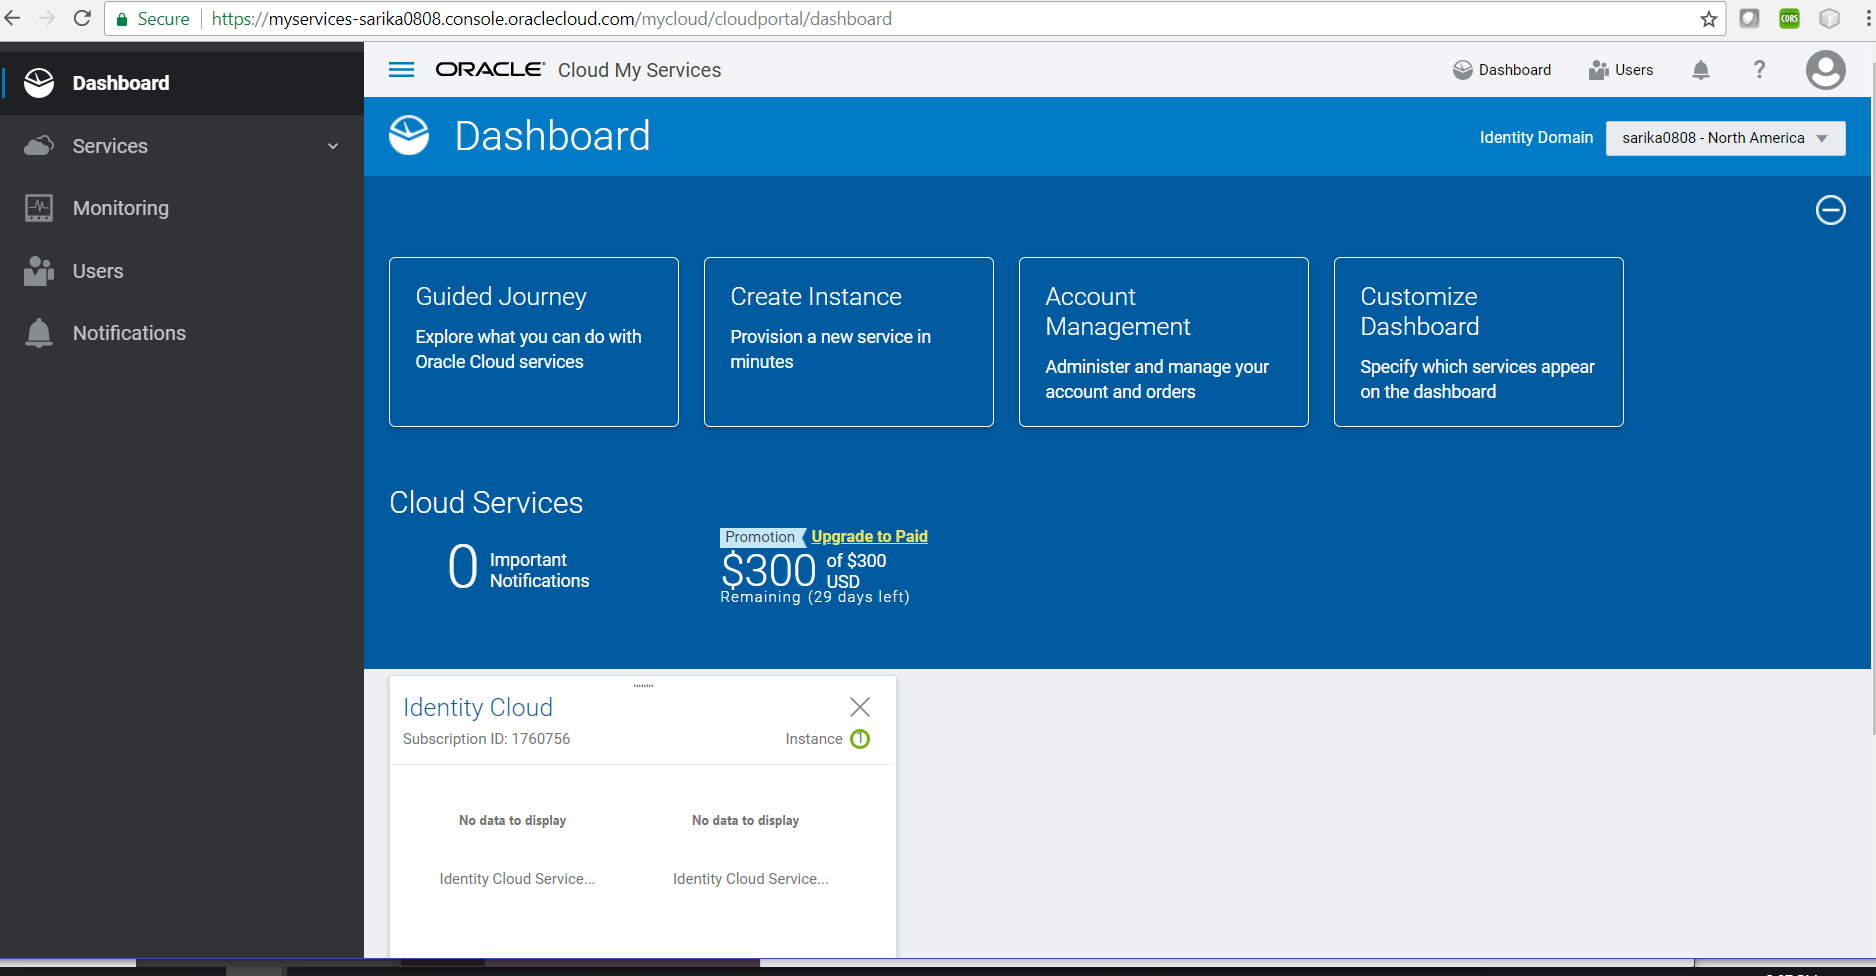 Secure https://myservices-sarika0808.console.oraclecloud.com/mycloud/cloudportal/dashboard
CORS
Dashboard
Services
Monitoring
Users
Notifications
ORACLE Cloud My Services
Dashboard
Users
?
Dashboard
Identity Domain
sarika0808 - North America
Guided Journey
Explore what you can do with
Oracle Cloud services
Create Instance
Provision a new service in
minutes
Account
Management
Administer and manage your
account and orders
Customize
Dashboard
Specify which services appear
on the dashboard
Cloud Services
0 Important
Notifications
Promotion Upgrade to Paid
$300 of $300
USD
Remaining (29 days left)
Identity Cloud
Subscription ID: 1760756
Instance 1
No data to display
Identity Cloud Service...
No data to display
Identity Cloud Service...